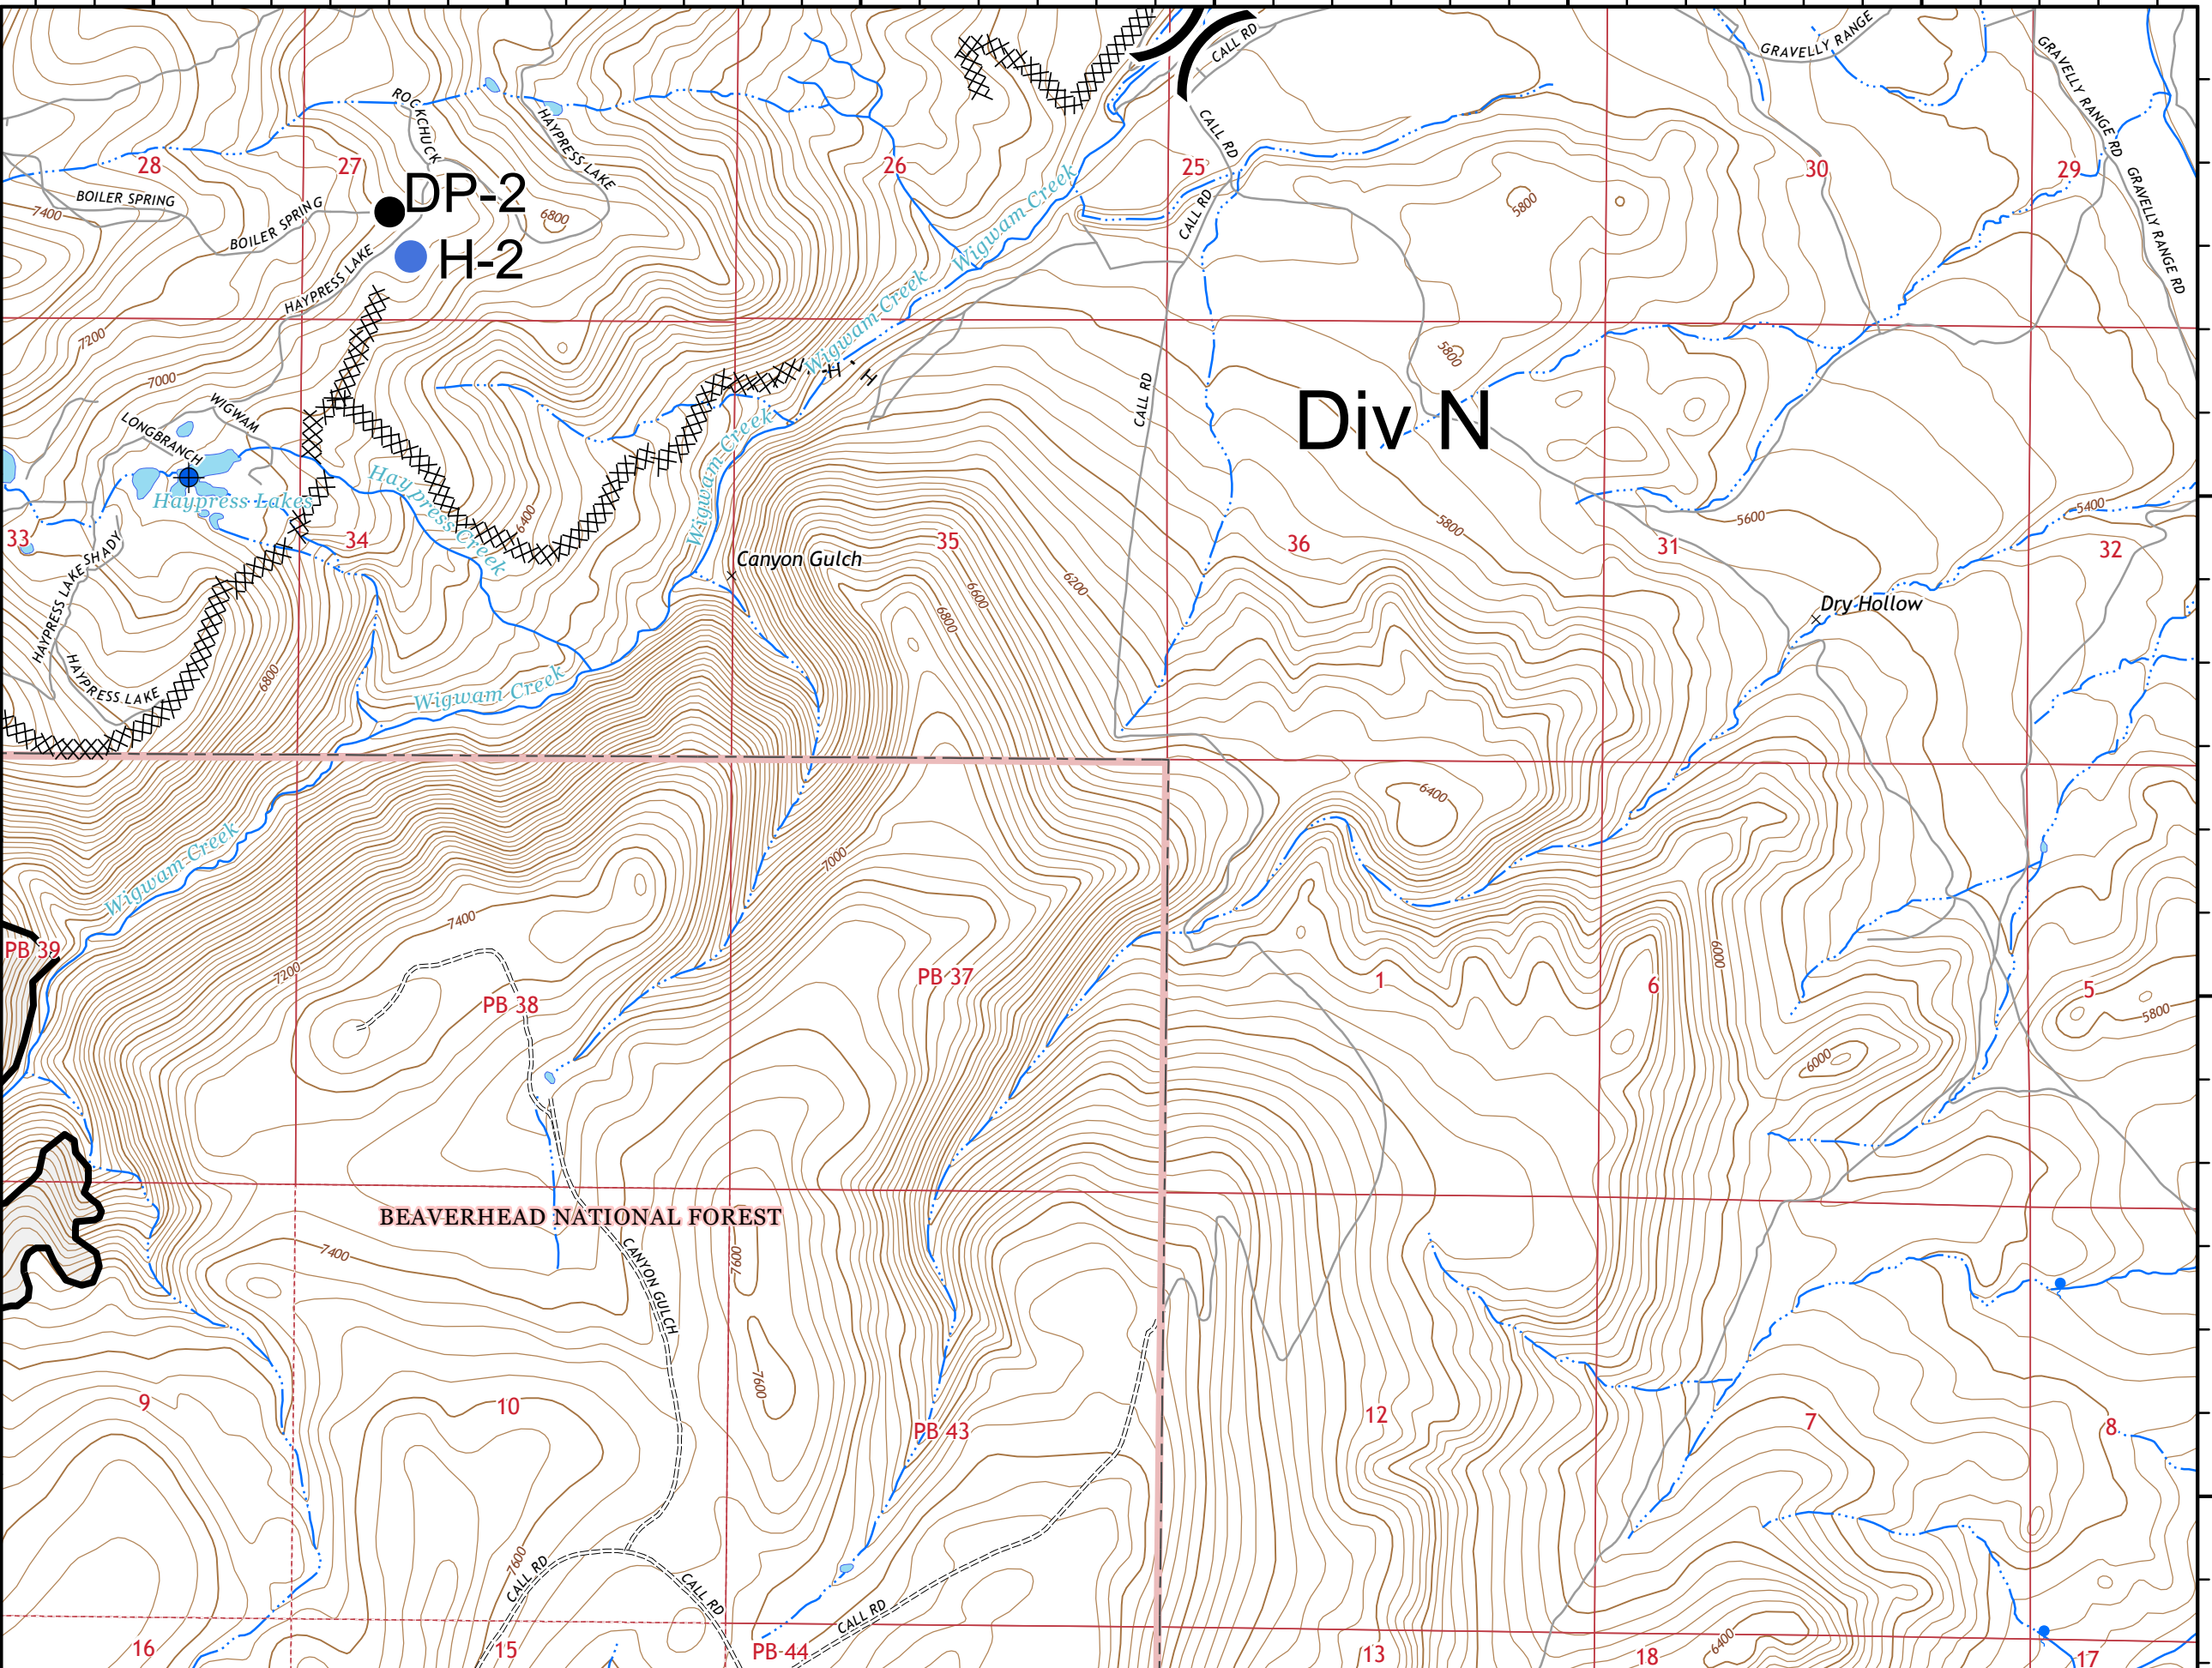 CALL RD
GRAVELLY RANGE
GRAVELLY RANGE RD
ROCKCHUCK
HAYPRESS LAKE
CALL RD
28
27
26
25
30
29
BOILER SPRING
7400
BOILER SPRING
DP-2
6800
Wigwam Creek
CALL RD
5800
GRAVELLY RANGE RD
H-2
HAYPRESS LAKE
Wigwam Creek
7200
7000
H
H
5800
LONGBRANCH
WIGWAM
CALL RD
Div N
Haypress Lakes
Haypress Creek
6400
Wigwam Creek
33
34
Canyon Gulch
35
36
5800
5600
31
5400
32
HAYPRESS LAKE
SHADY
6200
6600
6800
Dry Hollow
HAYPRESS LAKE
6800
Wigwam Creek
6400
Wigwam Creek
7000
7400
PB 39
7200
PB 38
PB 37
1
6000
6
5
5800
6000
BEAVERHEAD NATIONAL FOREST
7400
CANYON GULCH
7600
7600
9
10
PB 43
12
7
8
7600
CALL RD
CALL RD
CALL RD
16
15
PB 44
13
18
6400
17